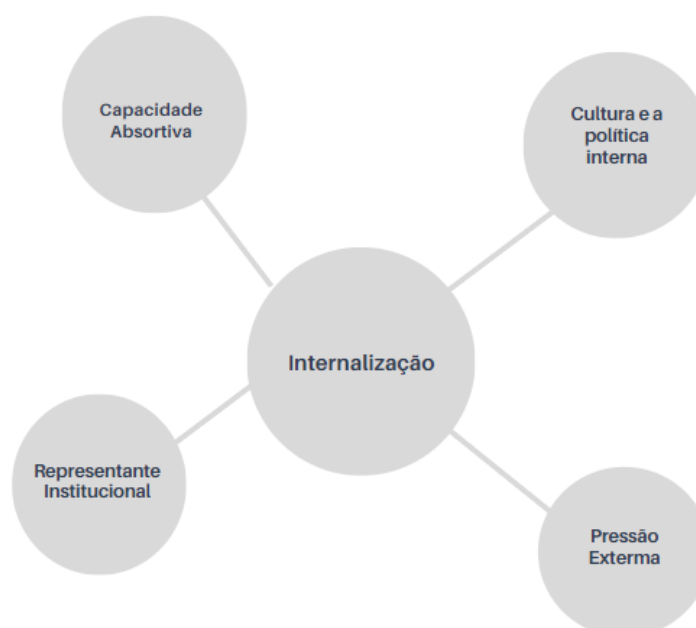 Capacidade
Absortiva
Cultura e a
política
interna
Internalização
Representante
Institucional
Pressão
Exterma